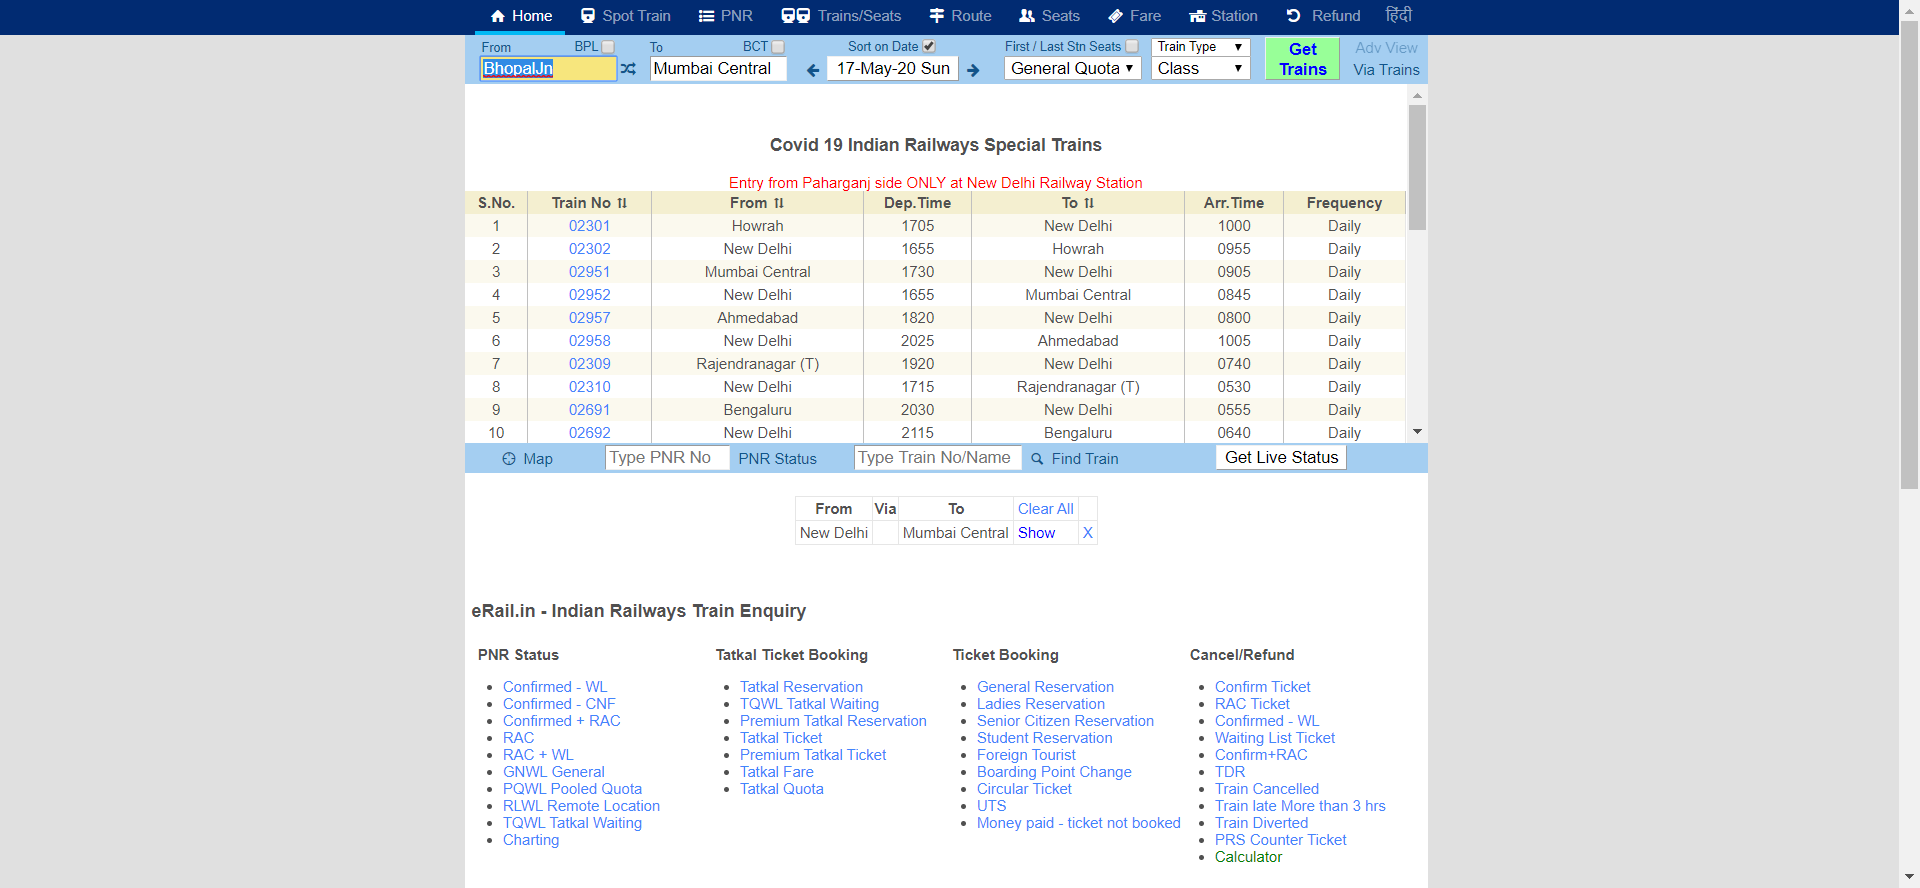 Home Spot Train PNR Trains/Seats Route Seats Fare Station Refund हिंदी
From BPL To BCT Sort on Date First / Last Stn Seats Train Type Get Trains Adv View
BhopalJn Mumbai Central 17-May-20 Sun General Quota Class Via Trains
Covid 19 Indian Railways Special Trains
Entry from Paharganj side ONLY at New Delhi Railway Station
S.No. Train No From Dep.Time To Arr.Time Frequency
1 02301 Howrah 1705 New Delhi 1000 Daily
2 02302 New Delhi 1655 Howrah 0955 Daily
3 02951 Mumbai Central 1730 New Delhi 0905 Daily
4 02952 New Delhi 1655 Mumbai Central 0845 Daily
5 02957 Ahmedabad 1820 New Delhi 0800 Daily
6 02958 New Delhi 2025 Ahmedabad 1005 Daily
7 02309 Rajendranagar (T) 1920 New Delhi 0740 Daily
8 02310 New Delhi 1715 Rajendranagar (T) 0530 Daily
9 02691 Bengaluru 2030 New Delhi 0555 Daily
10 02692 New Delhi 2115 Bengaluru 0640 Daily
Map Type PNR No PNR Status Type Train No/Name Find Train Get Live Status
From Via To Clear All
New Delhi Mumbai Central Show X
eRail.in - Indian Railways Train Enquiry
PNR Status
Confirmed - WL
Confirmed - CNF
Confirmed + RAC
RAC
RAC + WL
GNWL General
PQWL Pooled Quota
RLWL Remote Location
TQWL Tatkal Waiting
Charting
Tatkal Ticket Booking
Tatkal Reservation
TQWL Tatkal Waiting
Premium Tatkal Reservation
Tatkal Ticket
Premium Tatkal Ticket
Tatkal Fare
Tatkal Quota
Ticket Booking
General Reservation
Ladies Reservation
Senior Citizen Reservation
Student Reservation
Foreign Tourist
Boarding Point Change
Circular Ticket
UTS
Money paid - ticket not booked
Cancel/Refund
Confirm Ticket
RAC Ticket
Confirmed - WL
Waiting List Ticket
Confirm+RAC
TDR
Train Cancelled
Train late More than 3 hrs
Train Diverted
PRS Counter Ticket
Calculator